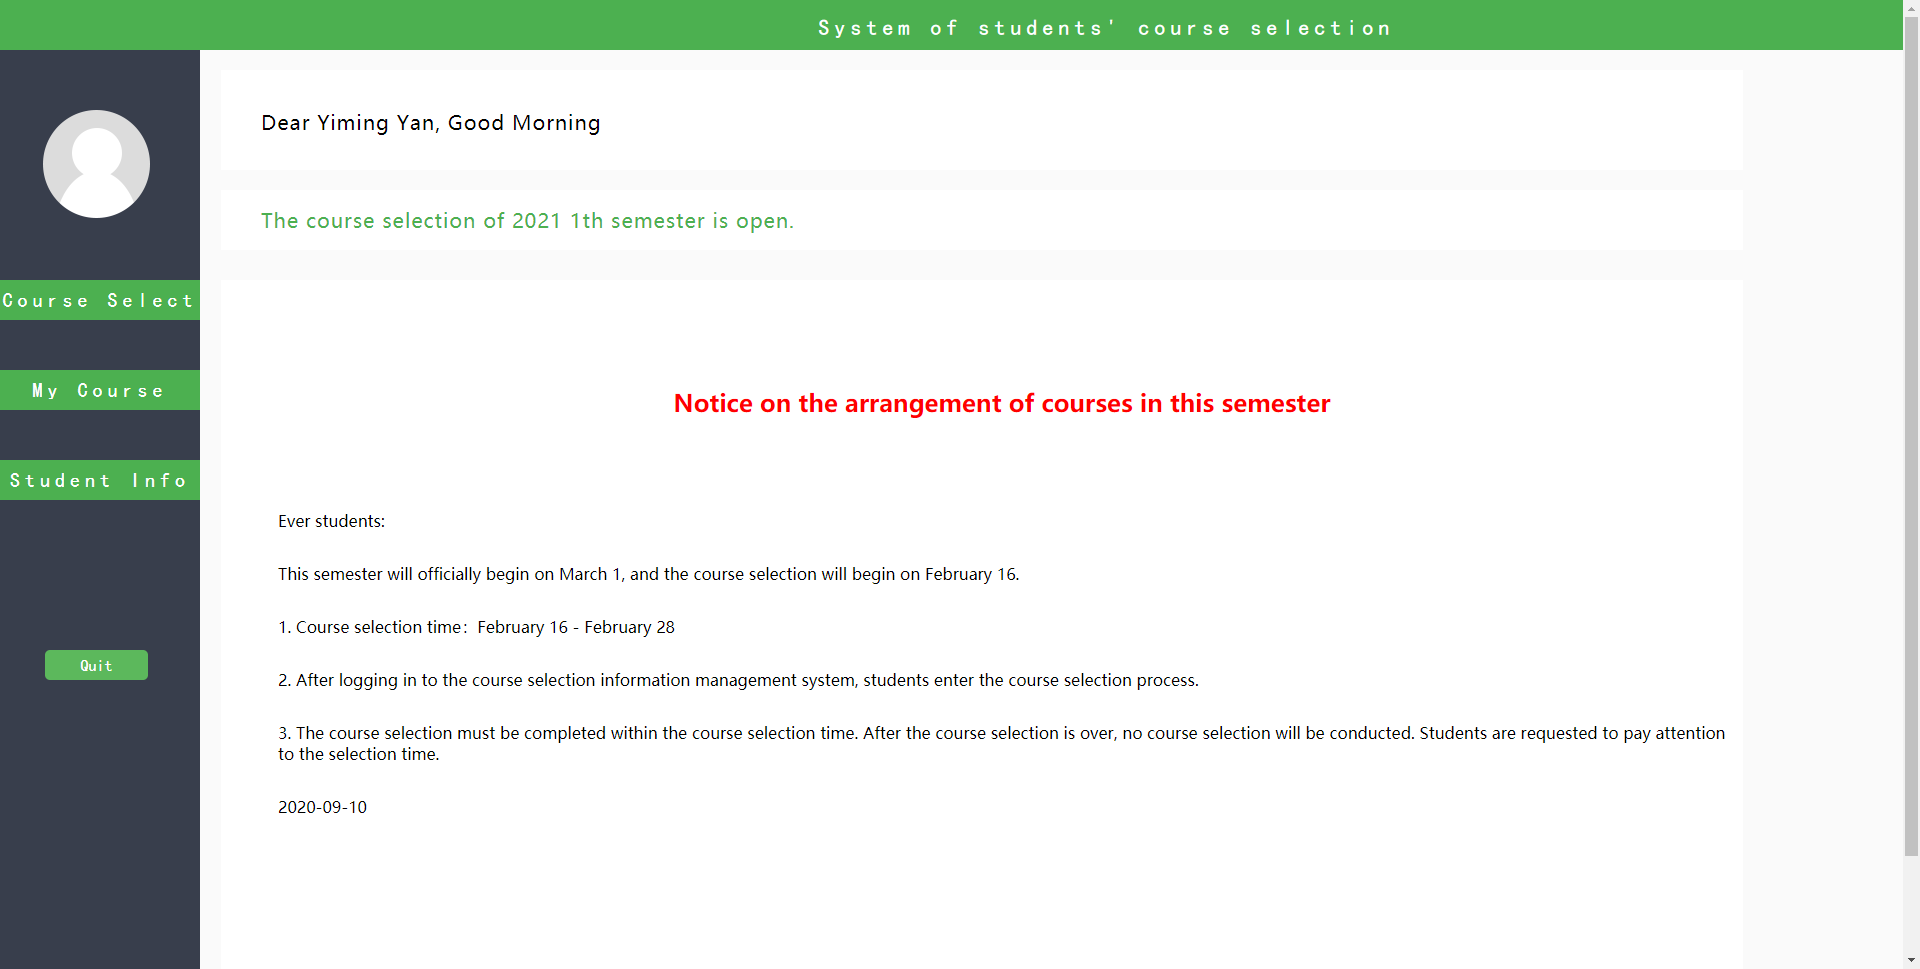 System of students' course selection
Dear Yiming Yan, Good Morning
The course selection of 2021 1th semester is open.
Course Select
My Course
Student Info
Quit
Notice on the arrangement of courses in this semester
Ever students:
This semester will officially begin on March 1, and the course selection will begin on February 16.
1. Course selection time：February 16 - February 28
2. After logging in to the course selection information management system, students enter the course selection process.
3. The course selection must be completed within the course selection time. After the course selection is over, no course selection will be conducted. Students are requested to pay attention
to the selection time.
2020-09-10